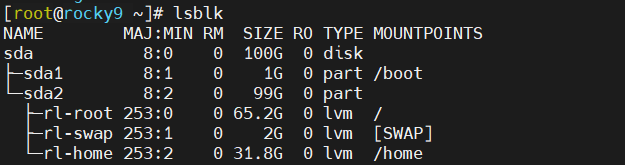 [root@rocky9 ~]# lsblk
NAME        MAJ:MIN RM  SIZE RO TYPE MOUNTPOINTS
sda           8:0    0  100G  0 disk
├─sda1        8:1    0    1G  0 part /boot
└─sda2        8:2    0   99G  0 part
  ├─rl-root 253:0    0 65.2G  0 lvm  /
  ├─rl-swap 253:1    0    2G  0 lvm  [SWAP]
  └─rl-home 253:2    0 31.8G  0 lvm  /home